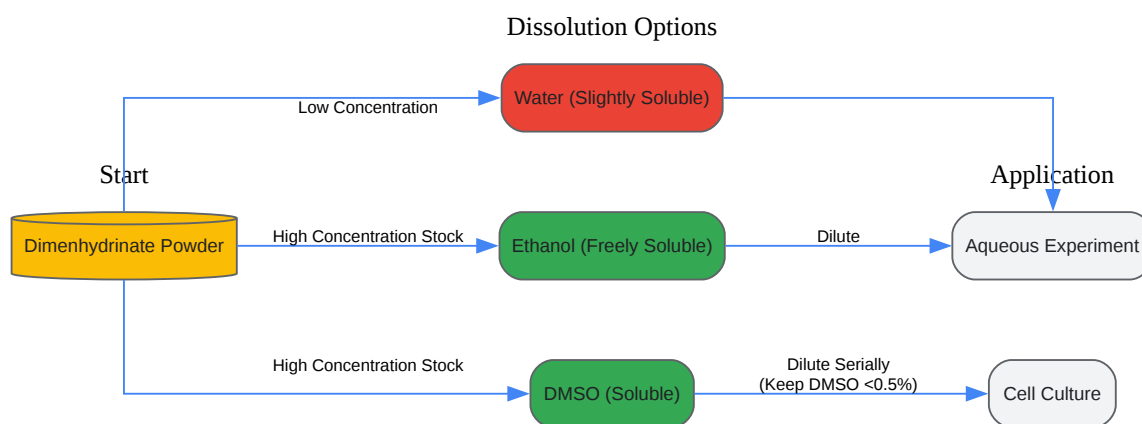 Dissolution Options
Water (Slightly Soluble)
Low Concentration
Start
Application
Dimenhydrinate Powder
High Concentration Stock
Ethanol (Freely Soluble)
Dilute
Aqueous Experiment
High Concentration Stock
DMSO (Soluble)
Dilute Serially
(Keep DMSO <0.5%)
Cell Culture